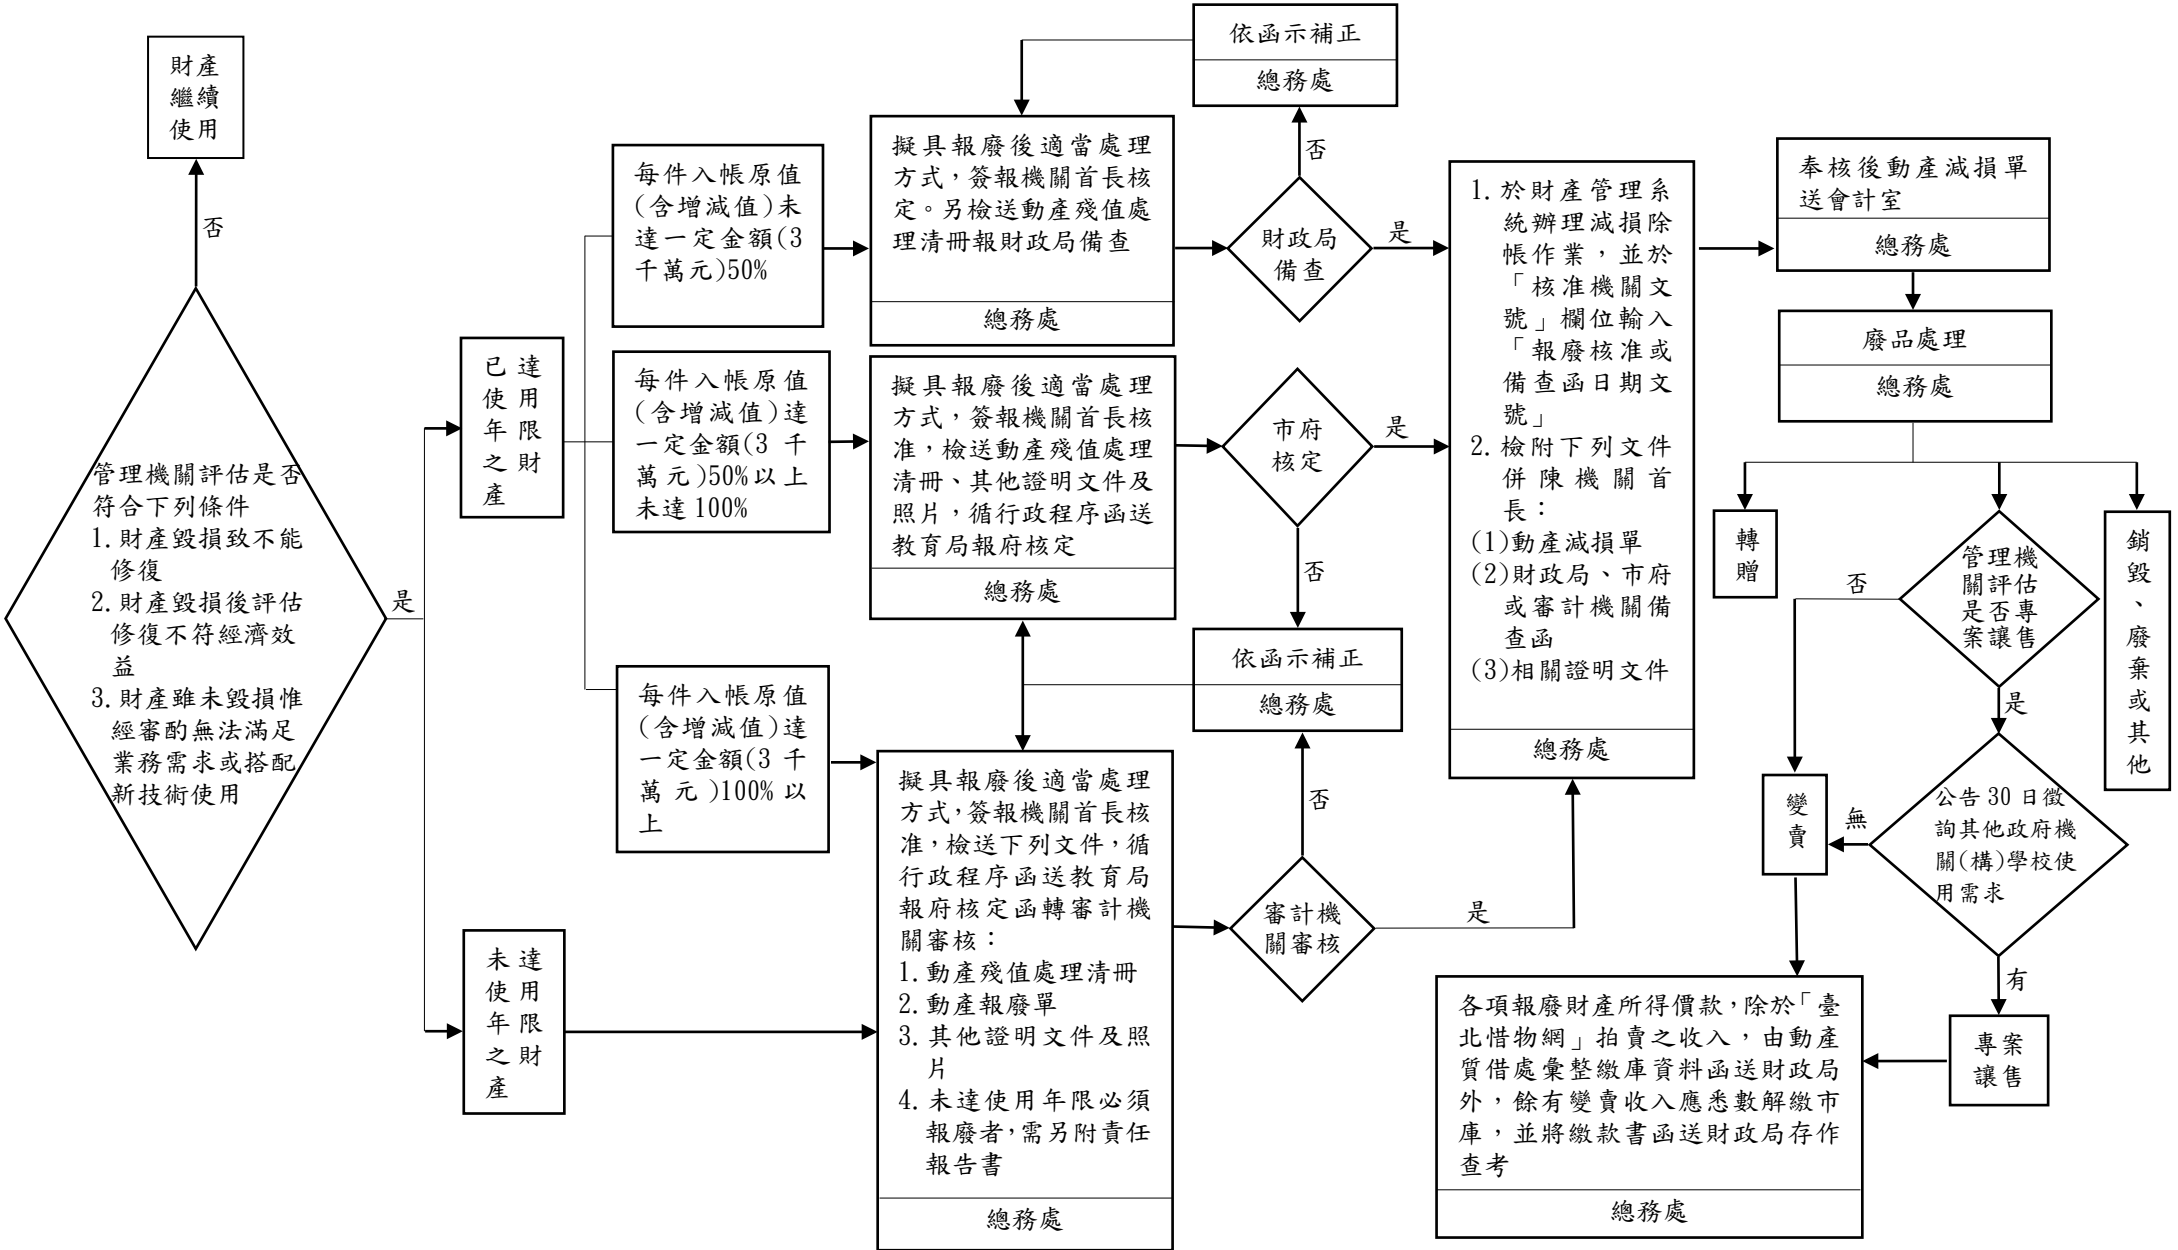 財產
繼續
使用
否
管理機關評估是否
符合下列條件
1.財產毀損致不能
修復
2.財產毀損後評估
修復不符經濟效
益
3.財產雖未毀損惟
經審酌無法滿足
業務需求或搭配
新技術使用
是
已達
使用
年限
之財
產
未達
使用
年限
之財
產
每件入帳原值
(含增減值)未
達一定金額(3
千萬元)50%
每件入帳原值
(含增減值)達
一定金額(3 千
萬元)50%以上
未達 100%
每件入帳原值
(含增減值)達
一定金額(3 千
萬元)100%以
上
擬具報廢後適當處理
方式,簽報機關首長核
定。另檢送動產殘值處
理清冊報財政局備查
總務處
擬具報廢後適當處理
方式,簽報機關首長核
准,檢送動產殘值處理
清冊、其他證明文件及
照片,循行政程序函送
教育局報府核定
總務處
擬具報廢後適當處理
方式,簽報機關首長核
准,檢送下列文件,循
行政程序函送教育局
報府核定函轉審計機
關審核:
1.動產殘值處理清冊
2.動產報廢單
3.其他證明文件及照
片
4.未達使用年限必須
報廢者,需另附責任
報告書
總務處
依函示補正
總務處
否
財政局
備查
是
市府
核定
是
否
依函示補正
總務處
否
審計機
關審核
是
1.於財產管理系
統辦理減損除
帳作業,並於
「核准機關文
號」欄位輸入
「報廢核准或
備查函日期文
號」
2.檢附下列文件
併陳機關首
長:
(1)動產減損單
(2)財政局、市府
或審計機關備
查函
(3)相關證明文件
總務處
奉核後動產減損單
送會計室
總務處
廢品處理
總務處
轉
贈
管理機
關評估
是否專
案讓售
否
是
銷
毀
、
廢
棄
或
其
他
變
賣
無
公告 30 日徵
詢其他政府機
關(構)學校使
用需求
有
專案
讓售
各項報廢財產所得價款,除於「臺
北惜物網」拍賣之收入,由動產
質借處彙整繳庫資料函送財政局
外,餘有變賣收入應悉數解繳市
庫,並將繳款書函送財政局存作
查考
總務處